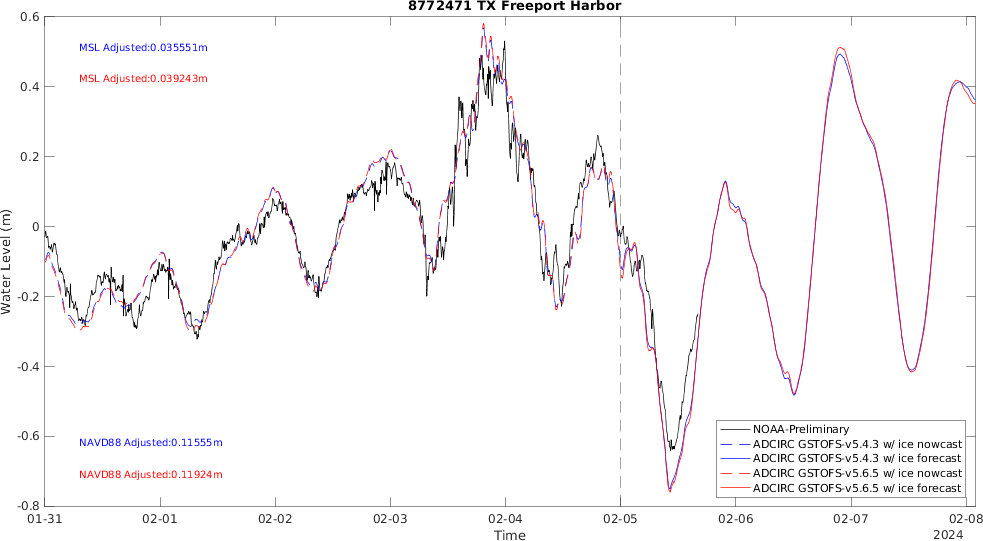 8772471 TX Freeport Harbor
0.6
0.4
0.2
0
-0.2
-0.4
-0.6
-0.8
Water Level (m)
MSL Adjusted:0.035551m
MSL Adjusted:0.039243m
NAVD88 Adjusted:0.11555m
NAVD88 Adjusted:0.11924m
NOAA-Preliminary
ADCIRC GSTOFS-v5.4.3 w/ ice nowcast
ADCIRC GSTOFS-v5.4.3 w/ ice forecast
ADCIRC GSTOFS-v5.6.5 w/ ice nowcast
ADCIRC GSTOFS-v5.6.5 w/ ice forecast
01-31 02-01 02-02 02-03 02-04 02-05 02-06 02-07 02-08
Time
2024